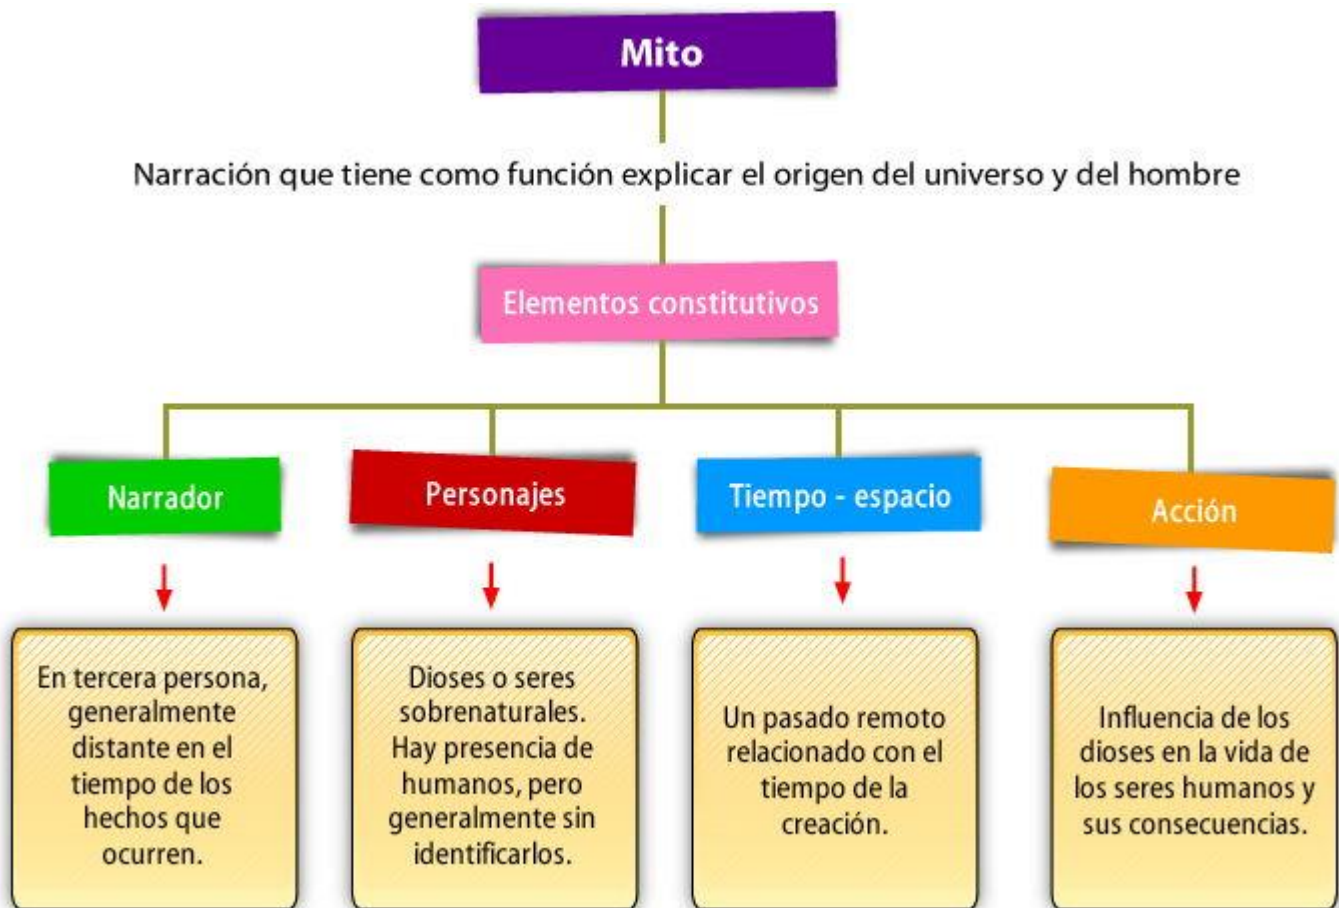 Mito
Narración que tiene como función explicar el origen del universo y del hombre
Elementos constitutivos
Narrador
Personajes
Tiempo - espacio
Acción
En tercera persona,
generalmente
distante en el
tiempo de los
hechos que
ocurren.
Dioses o seres
sobrenaturales.
Hay presencia de
humanos, pero
generalmente sin
identificarlos.
Un pasado remoto
relacionado con el
tiempo de la
creación.
Influencia de los
dioses en la vida de
los seres humanos y
sus consecuencias.